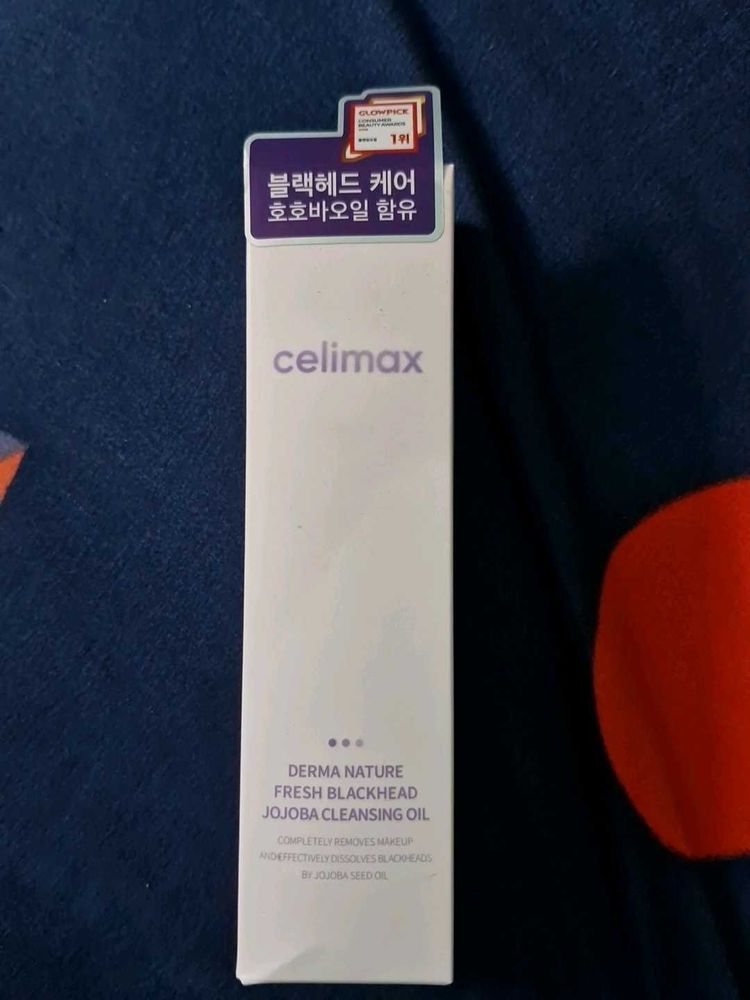 GLOWPICK
CONSUMER
BEAUTY AWARDS
1위
블랙헤드 케어
호호바오일 함유
celimax
DERMA NATURE
FRESH BLACKHEAD
JOJOBA CLEANSING OIL
COMPLETELY REMOVES MAKEUP
AND EFFECTIVELY DISSOLVES BLACKHEADS
BY JOJOBA SEED OIL